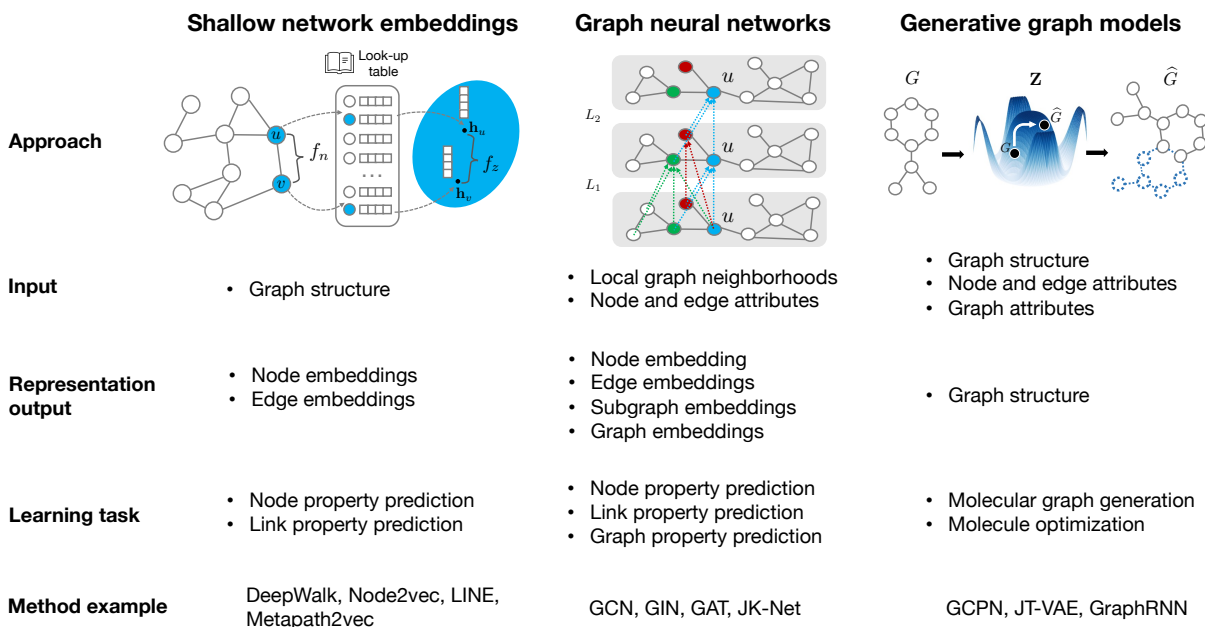 Shallow network embeddings
Graph neural networks
Generative graph models
Approach
Look-up
table
u
v
f_n
...
h_u
f_z
h_v
L_2
L_1
u
u
G
Z
Ĝ
G
Ĝ
Input
• Graph structure
• Local graph neighborhoods
• Node and edge attributes
• Graph structure
• Node and edge attributes
• Graph attributes
Representation
output
• Node embeddings
• Edge embeddings
• Node embedding
• Edge embeddings
• Subgraph embeddings
• Graph embeddings
• Graph structure
Learning task
• Node property prediction
• Link property prediction
• Node property prediction
• Link property prediction
• Graph property prediction
• Molecular graph generation
• Molecule optimization
Method example
DeepWalk, Node2vec, LINE,
Metapath2vec
GCN, GIN, GAT, JK-Net
GCPN, JT-VAE, GraphRNN